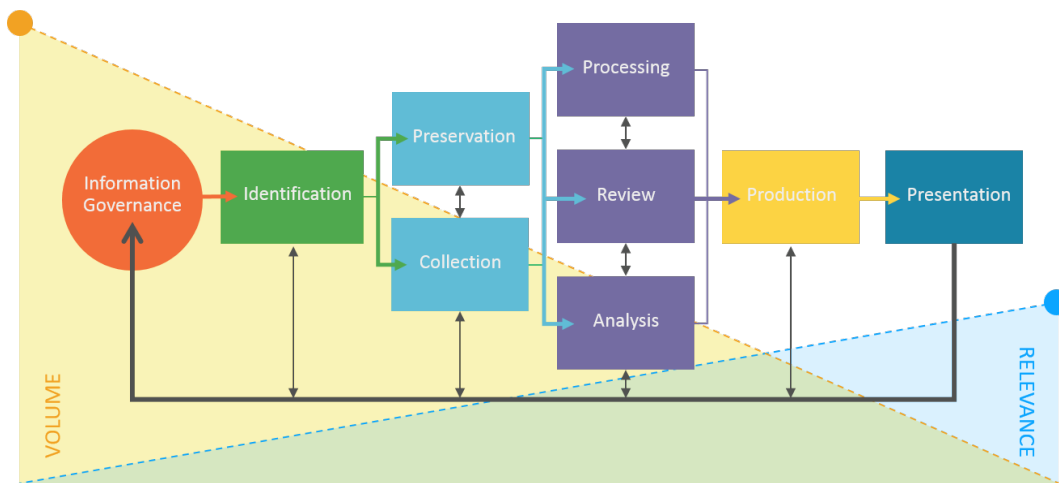 Information
Governance
Identification
Preservation
Collection
Processing
Review
Analysis
Production
Presentation
VOLUME
RELEVANCE